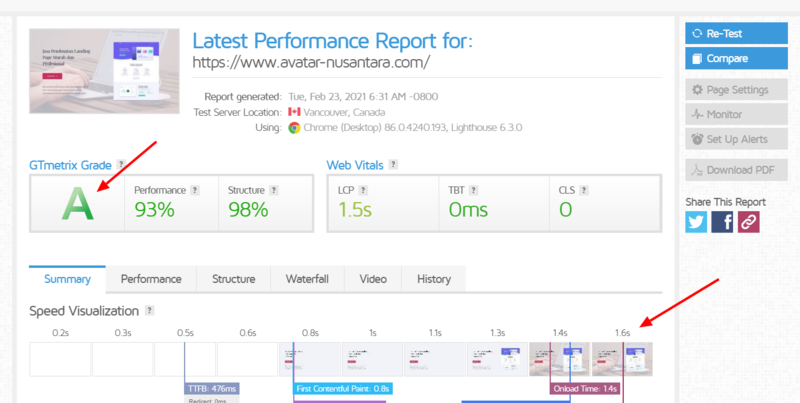 Jasa Pembuatan Landing
Page Murah dan
Profesional
Latest Performance Report for:
https://www.avatar-nusantara.com/
Report generated: Tue, Feb 23, 2021 6:31 AM -0800
Test Server Location: Vancouver, Canada
Using: Chrome (Desktop) 86.0.4240.193, Lighthouse 6.3.0
Re-Test
Compare
Page Settings
Monitor
Set Up Alerts
Download PDF
Share This Report
GTmetrix Grade ?
Web Vitals ?
A
Performance ?
93%
Structure ?
98%
LCP ?
1.5s
TBT ?
0ms
CLS ?
0
Summary
Performance
Structure
Waterfall
Video
History
Speed Visualization ?
0.2s 0.3s 0.5s 0.6s 0.8s 1s 1.1s 1.3s 1.4s 1.6s
TTFB: 476ms
First Contentful Paint: 0.8s
Onload Time: 1.4s
Redirect: 0ms